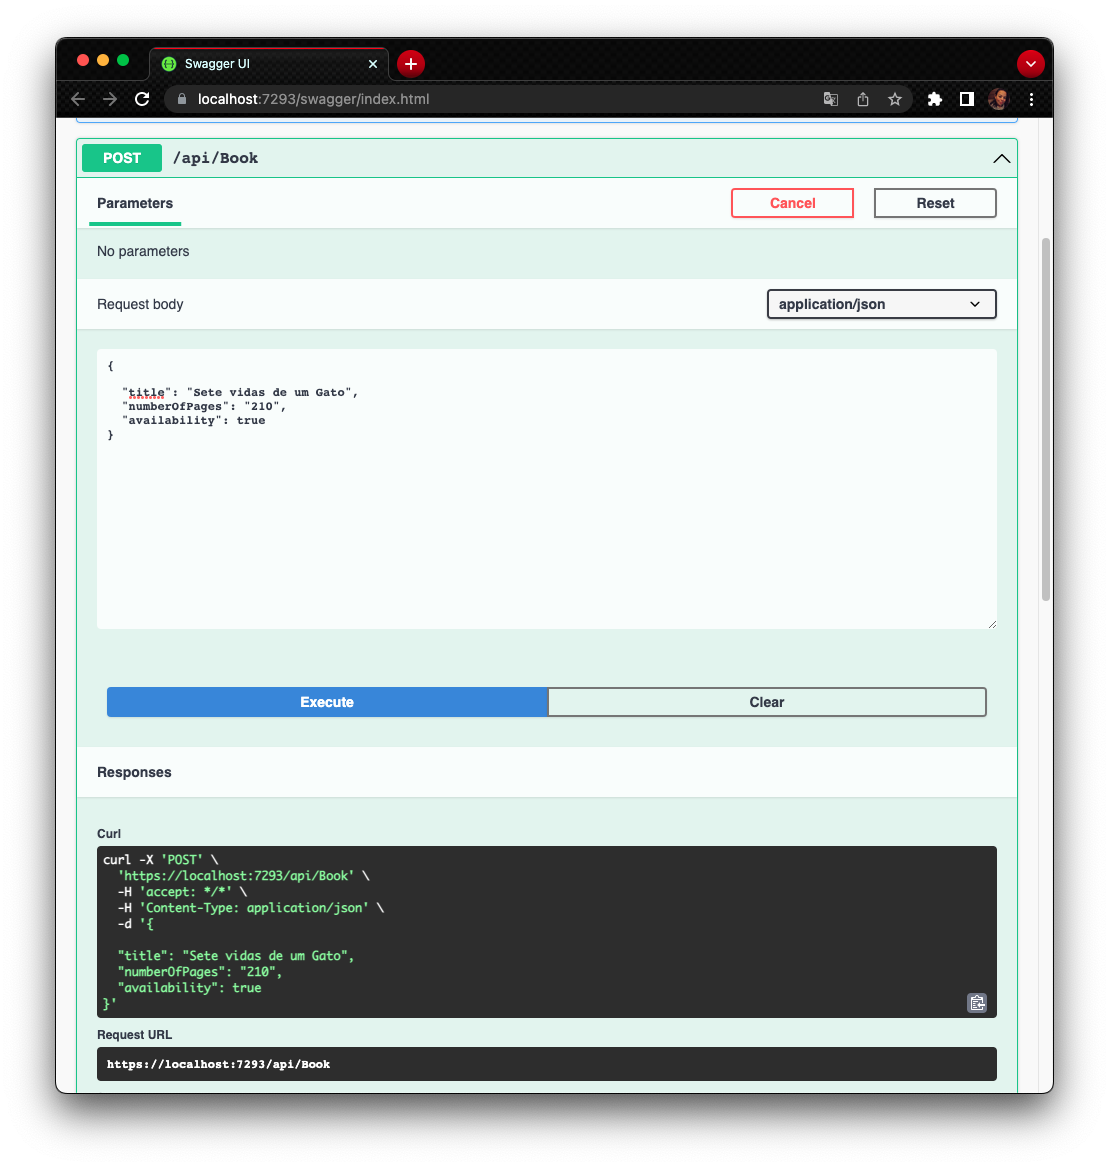 Swagger UI
localhost:7293/swagger/index.html
POST /api/Book
Parameters
Cancel
Reset
No parameters
Request body
application/json
{
"title": "Sete vidas de um Gato",
"numberOfPages": "210",
"availability": true
}
Execute
Clear
Responses
Curl
curl -X 'POST' \
'https://localhost:7293/api/Book' \
-H 'accept: */*' \
-H 'Content-Type: application/json' \
-d '{
"title": "Sete vidas de um Gato",
"numberOfPages": "210",
"availability": true
}'
Request URL
https://localhost:7293/api/Book